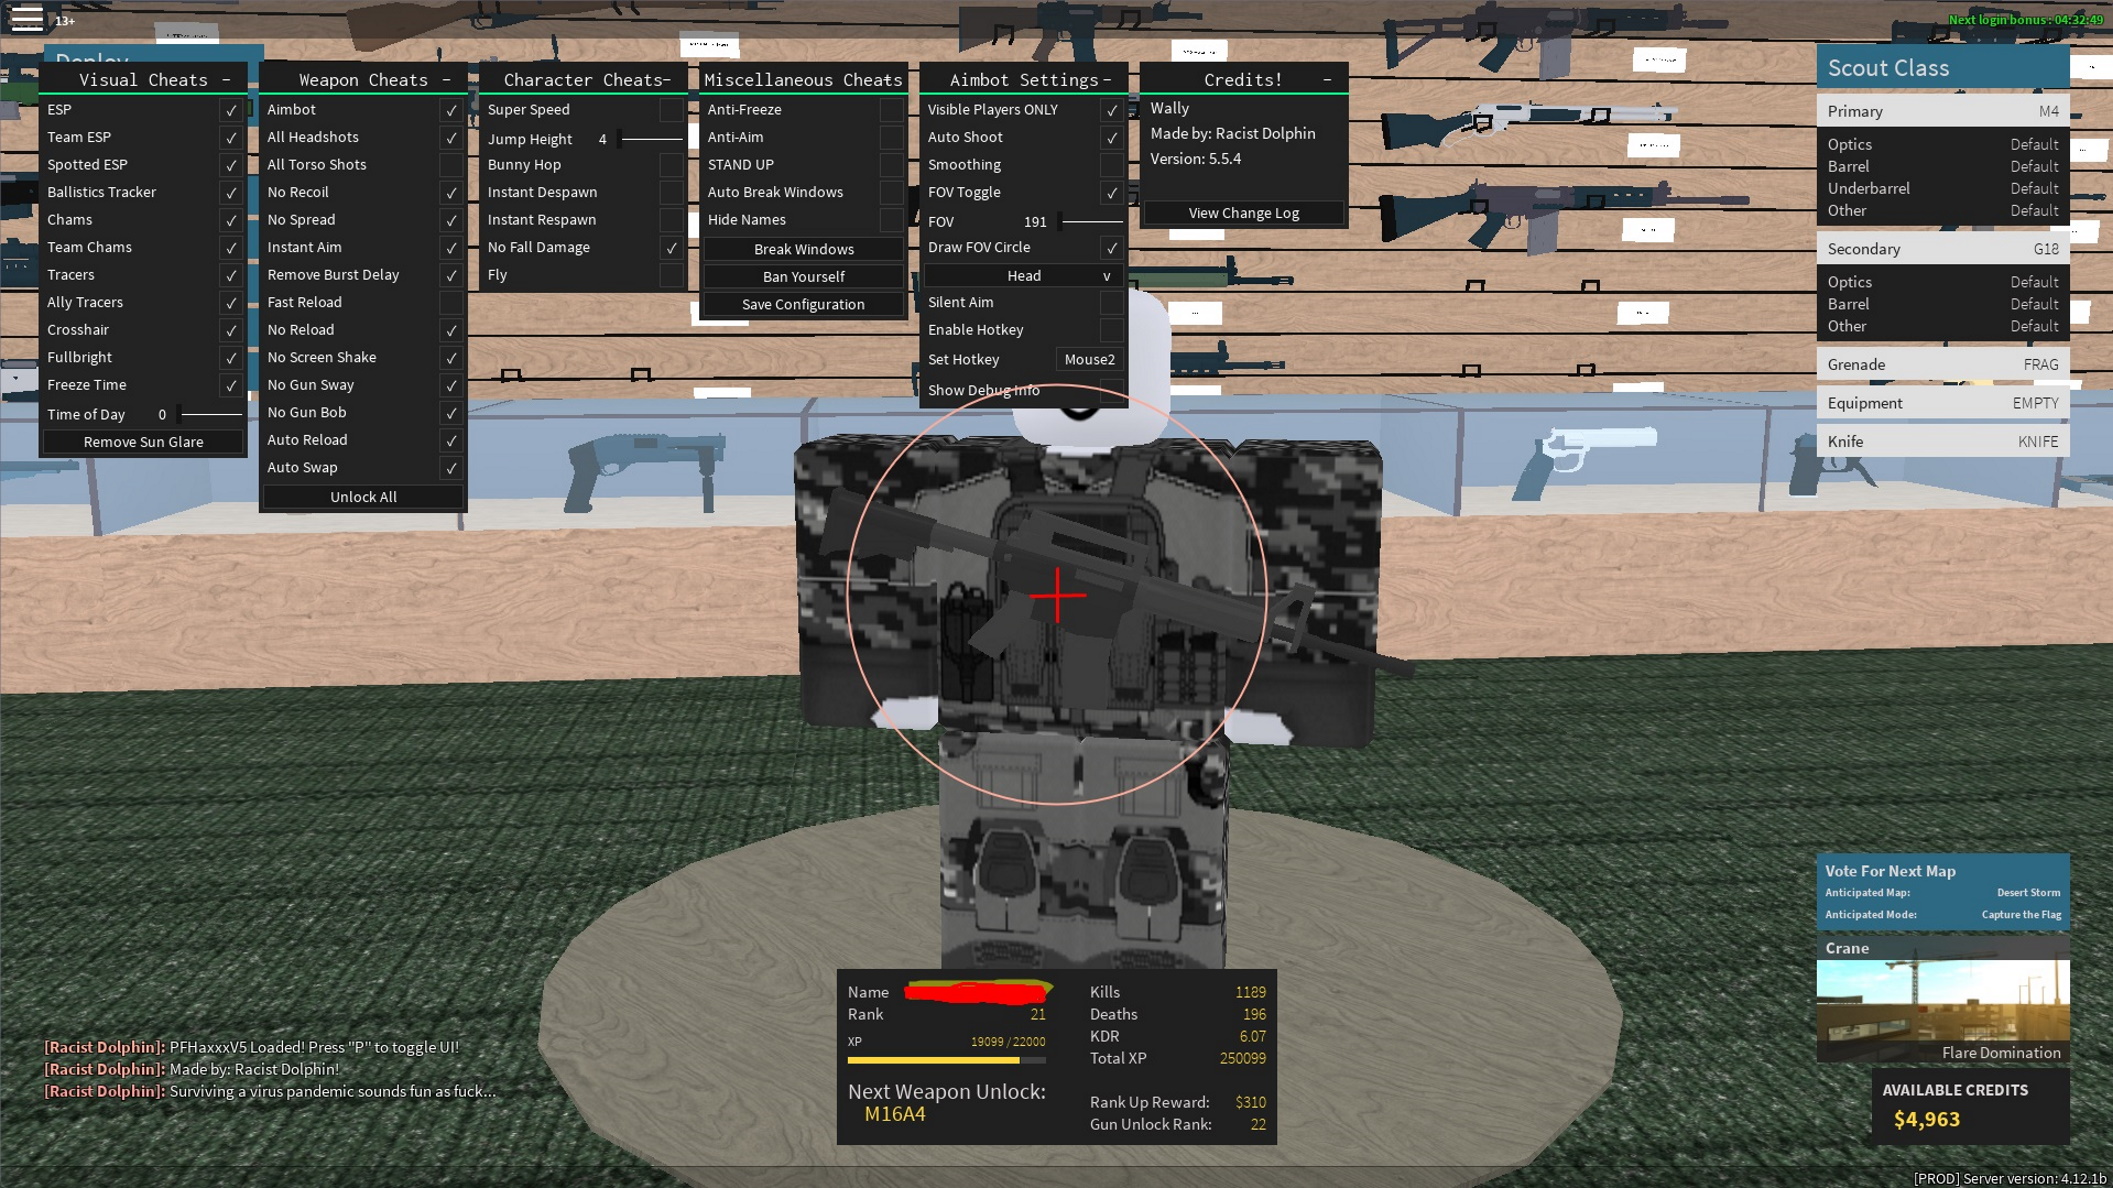 13+
Next login bonus : 04:32:49
Deploy
Visual Cheats -
ESP ✓
Team ESP ✓
Spotted ESP ✓
Ballistics Tracker ✓
Chams ✓
Team Chams ✓
Tracers ✓
Ally Tracers ✓
Crosshair ✓
Fullbright ✓
Freeze Time ✓
Time of Day 0
Remove Sun Glare
Weapon Cheats -
Aimbot ✓
All Headshots ✓
All Torso Shots
No Recoil ✓
No Spread ✓
Instant Aim ✓
Remove Burst Delay ✓
Fast Reload
No Reload ✓
No Screen Shake ✓
No Gun Sway ✓
No Gun Bob ✓
Auto Reload ✓
Auto Swap ✓
Unlock All
Character Cheats-
Super Speed
Jump Height 4
Bunny Hop
Instant Despawn
Instant Respawn
No Fall Damage ✓
Fly
Miscellaneous Cheats
Anti-Freeze
Anti-Aim
STAND UP
Auto Break Windows
Hide Names
Break Windows
Ban Yourself
Save Configuration
Aimbot Settings-
Visible Players ONLY ✓
Auto Shoot ✓
Smoothing
FOV Toggle ✓
FOV 191
Draw FOV Circle ✓
Head v
Silent Aim
Enable Hotkey
Set Hotkey Mouse2
Show Debug Info
Credits! -
Wally
Made by: Racist Dolphin
Version: 5.5.4
View Change Log
Scout Class
Primary M4
Optics Default
Barrel Default
Underbarrel Default
Other Default
Secondary G18
Optics Default
Barrel Default
Other Default
Grenade FRAG
Equipment EMPTY
Knife KNIFE
Vote For Next Map
Anticipated Map: Desert Storm
Anticipated Mode: Capture the Flag
Crane
Flare Domination
AVAILABLE CREDITS
$4,963
Name
Rank 21
XP 19099 / 22000
Next Weapon Unlock:
M16A4
Kills 1189
Deaths 196
KDR 6.07
Total XP 250099
Rank Up Reward: $310
Gun Unlock Rank: 22
[Racist Dolphin]: PFHaxxxV5 Loaded! Press "P" to toggle UI!
[Racist Dolphin]: Made by: Racist Dolphin!
[Racist Dolphin]: Surviving a virus pandemic sounds fun as fuck...
[PROD] Server version: 4.12.1b